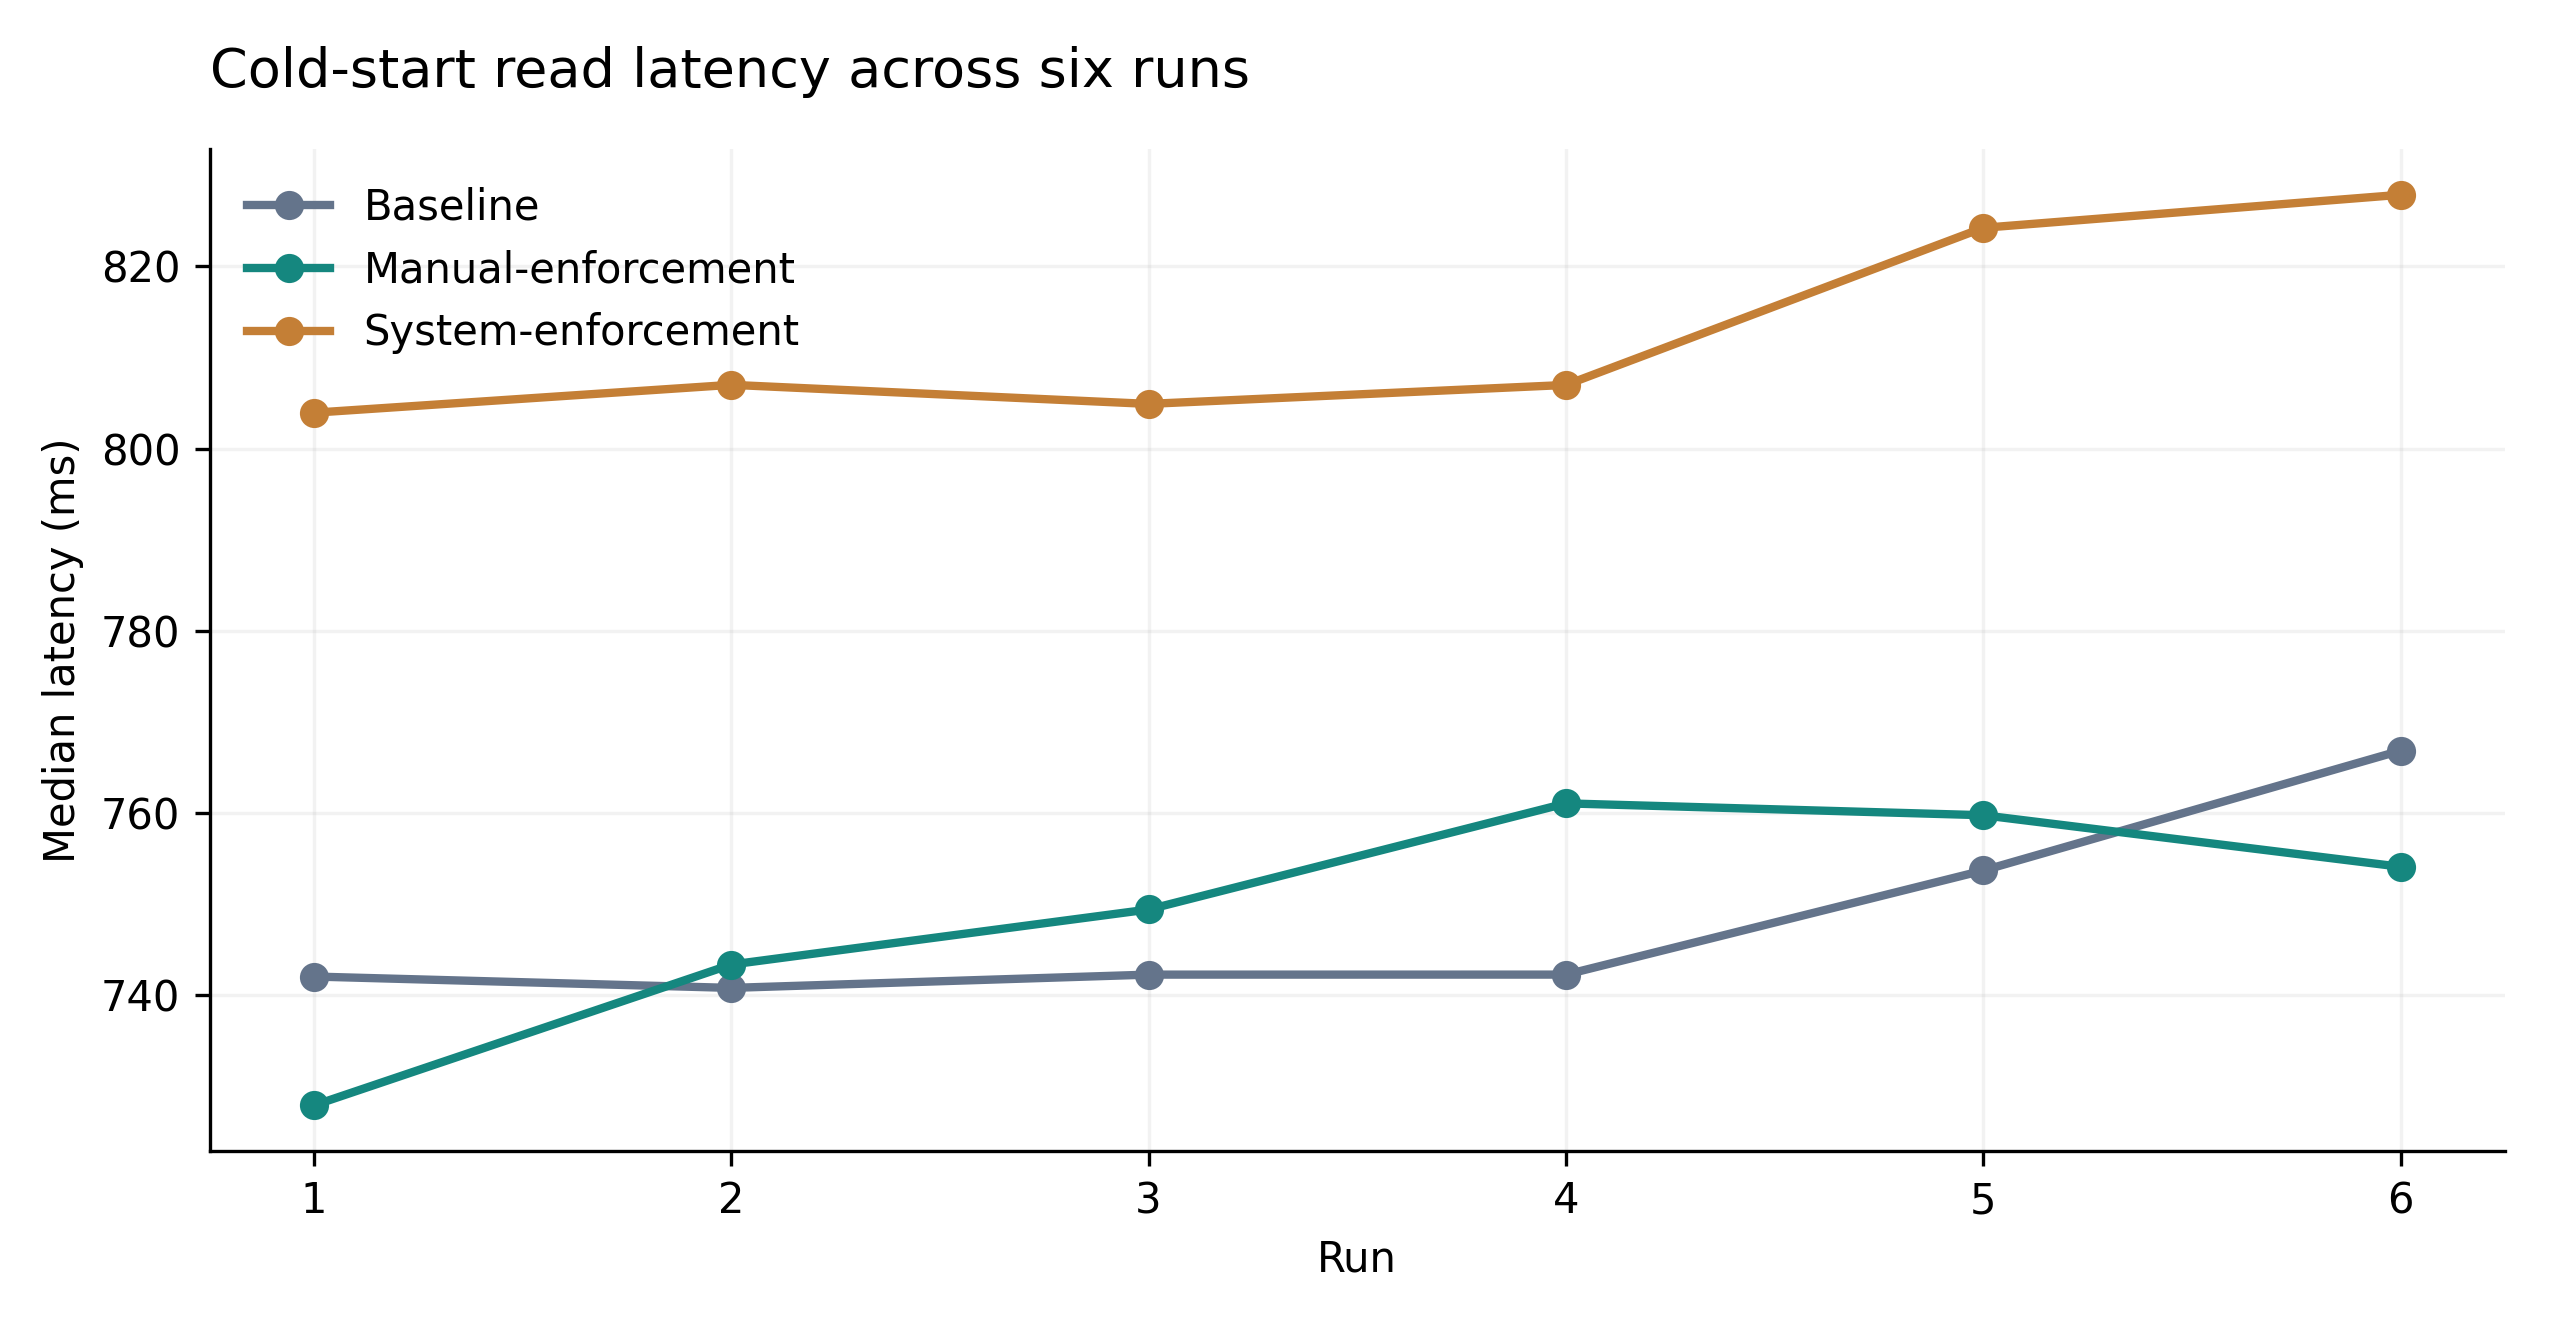 Cold-start read latency across six runs
Baseline
Manual-enforcement
System-enforcement
Median latency (ms)
820
800
780
760
740
1 2 3 4 5 6
Run